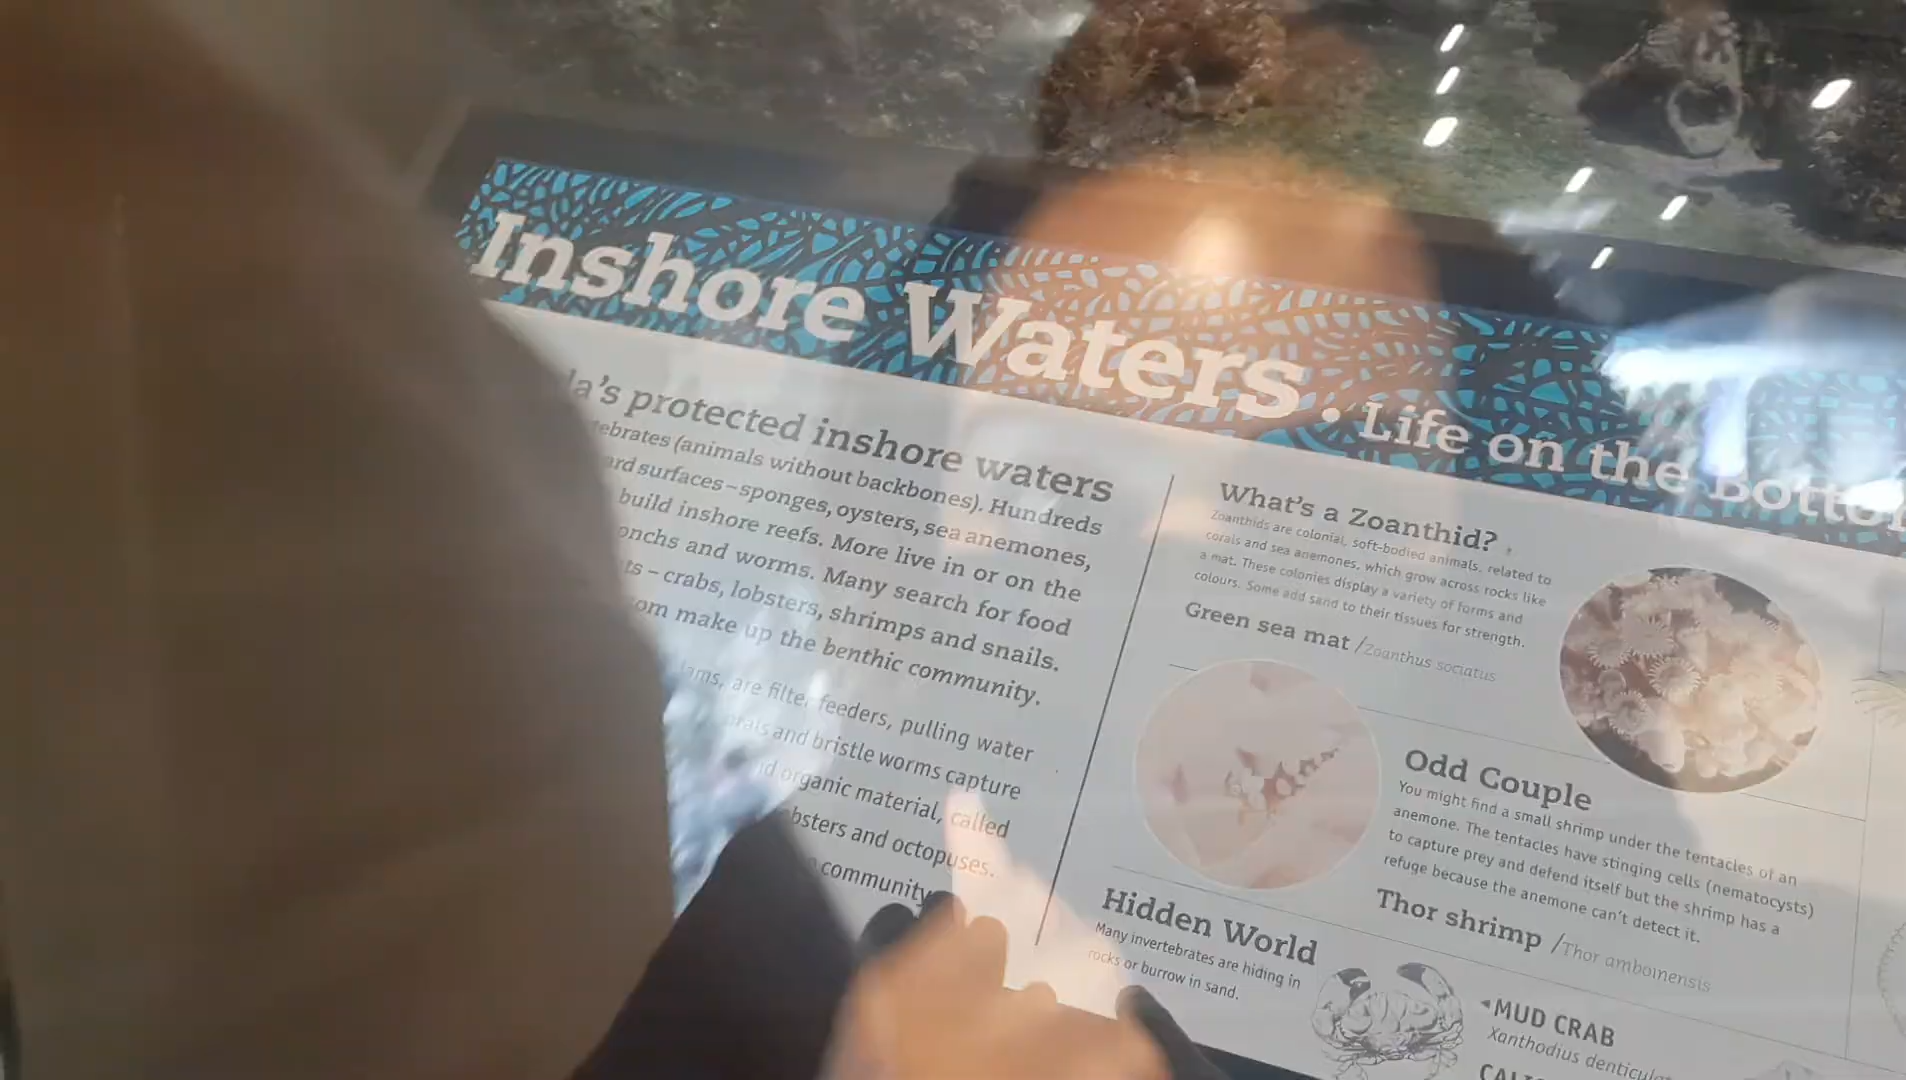 Inshore Waters • Life on the Bottom
la's protected inshore waters
tebrates (animals without backbones). Hundreds
ard surfaces – sponges, oysters, sea anemones,
build inshore reefs. More live in or on the
onchs and worms. Many search for food
ts – crabs, lobsters, shrimps and snails.
om make up the benthic community.
ams, are filter feeders, pulling water
orals and bristle worms capture
nd organic material, called
bsters and octopuses.
community
What's a Zoanthid?
Zoanthids are colonial, soft-bodied animals, related to
corals and sea anemones, which grow across rocks like
a mat. These colonies display a variety of forms and
colours. Some add sand to their tissues for strength.
Green sea mat / Zoanthus sociatus
Odd Couple
You might find a small shrimp under the tentacles of an
anemone. The tentacles have stinging cells (nematocysts)
to capture prey and defend itself but the shrimp has a
refuge because the anemone can't detect it.
Thor shrimp / Thor amboinensis
Hidden World
Many invertebrates are hiding in
rocks or burrow in sand.
◂MUD CRAB
Xanthodius denticulat